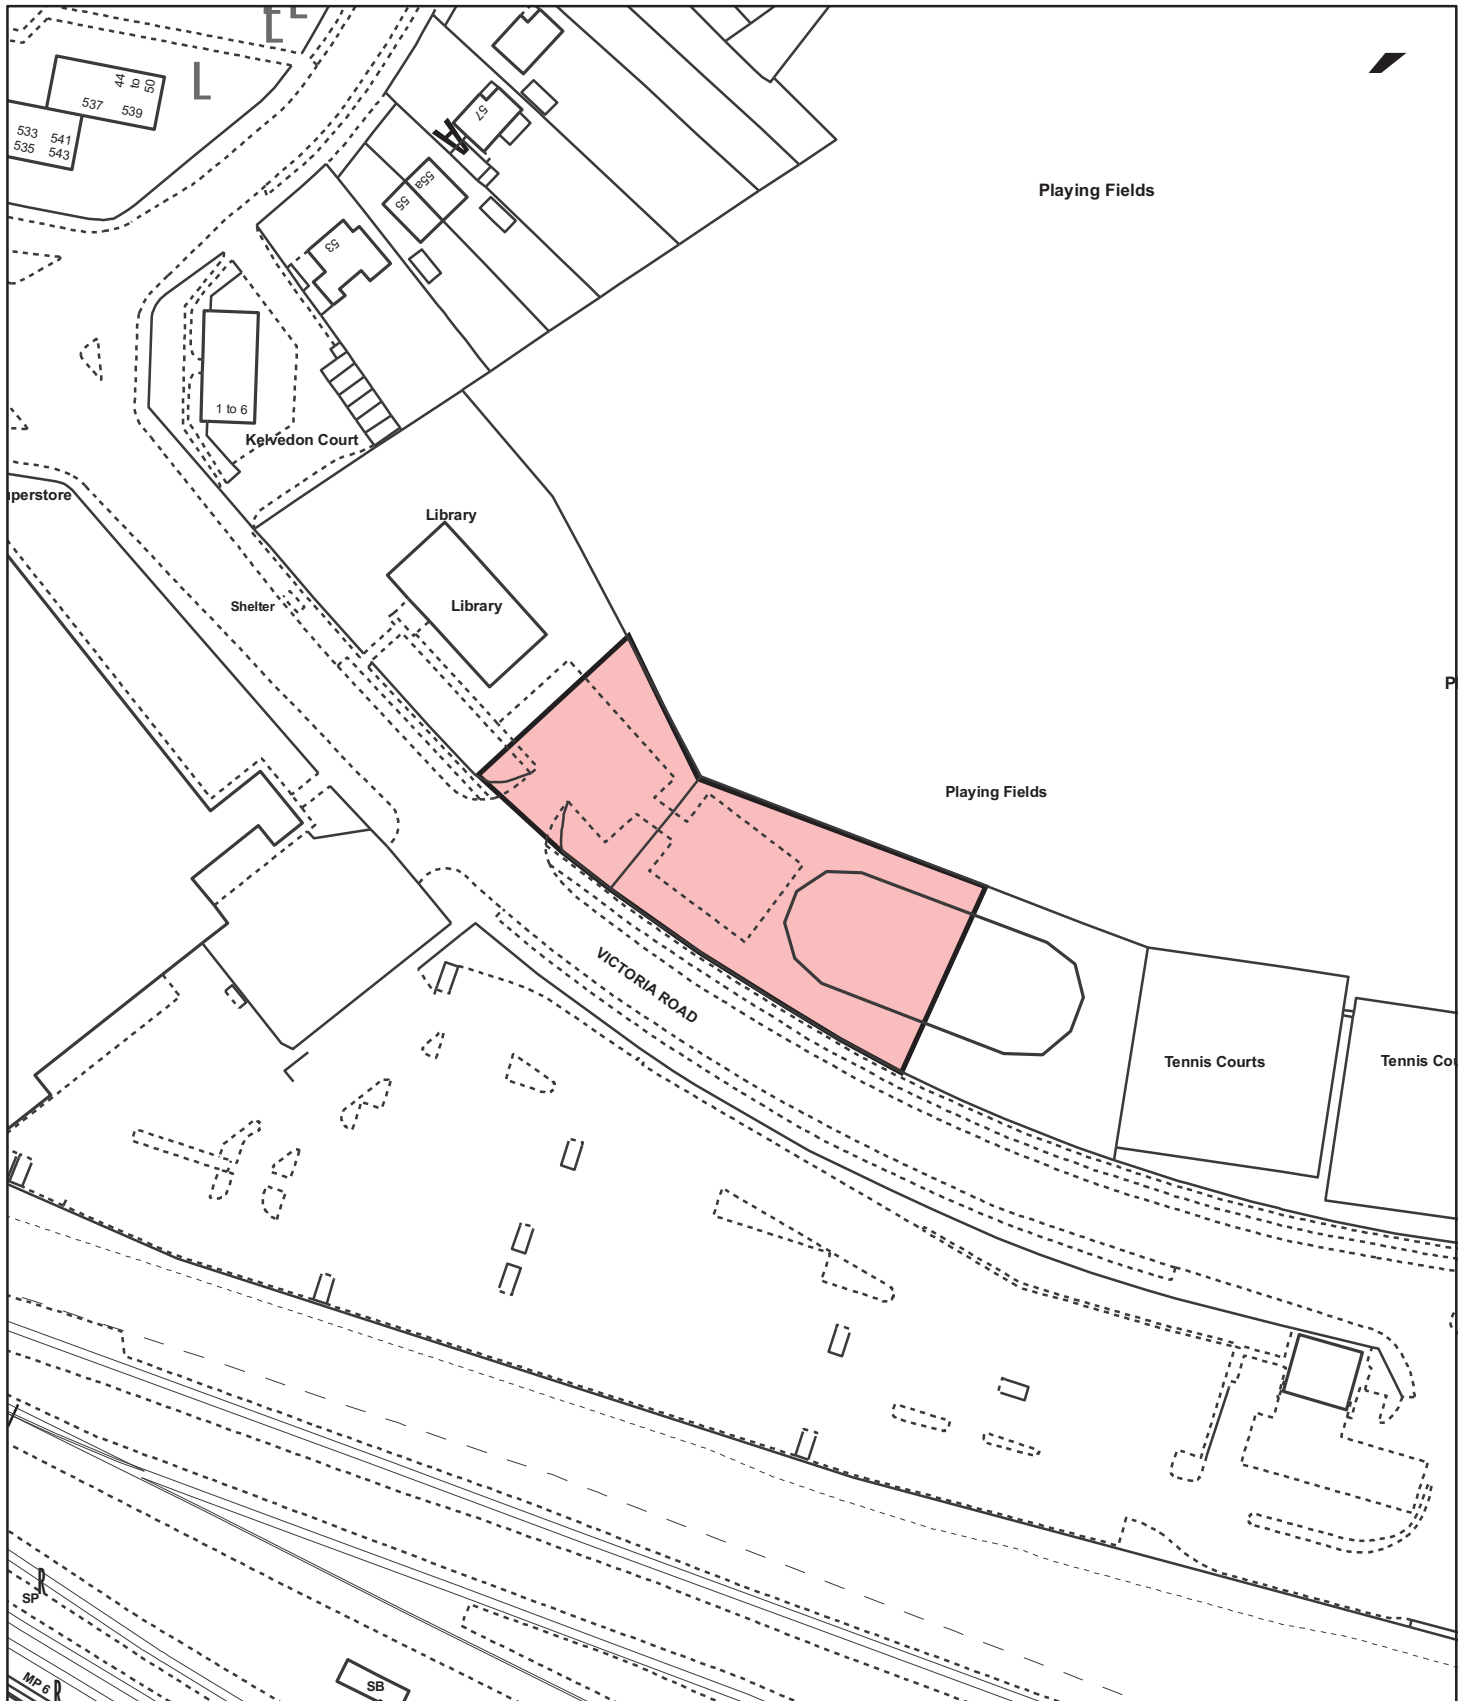 44
to
50
537 539
533 541
535 543
57
55a
55
53
Playing Fields
1 to 6
Kelvedon Court
Library
Library
Shelter
Playing Fields
VICTORIA ROAD
Tennis Courts
Tennis
SP
MP 6
SB